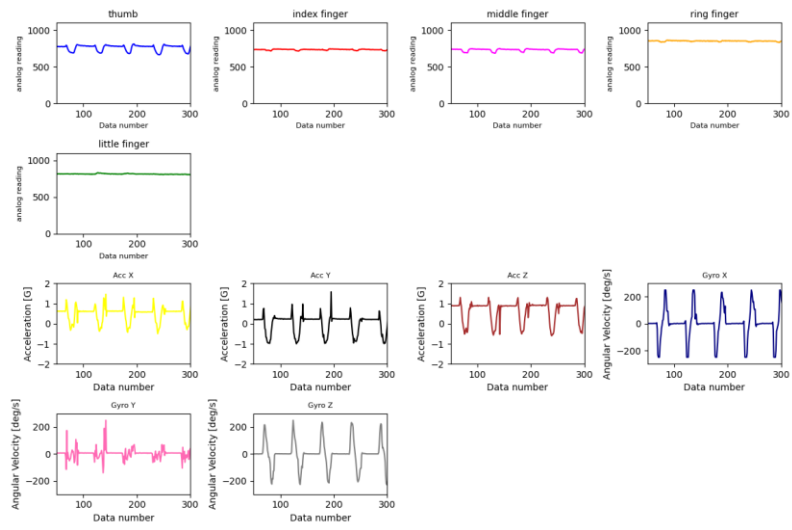 thumb
index finger
middle finger
ring finger
analog reading
1000
500
0
100
200
300
Data number
analog reading
1000
500
0
100
200
300
Data number
analog reading
1000
500
0
100
200
300
Data number
analog reading
1000
500
0
100
200
300
Data number
little finger
analog reading
1000
500
0
100
200
300
Data number
Acc X
Acceleration [G]
2
1
0
−1
−2
100
200
300
Data number
Acc Y
Acceleration [G]
2
1
0
−1
−2
100
200
300
Data number
Acc Z
Acceleration [G]
2
1
0
−1
−2
100
200
300
Data number
Gyro X
Angular Velocity [deg/s]
200
0
−200
100
200
300
Data number
Gyro Y
Angular Velocity [deg/s]
200
0
−200
100
200
300
Data number
Gyro Z
Angular Velocity [deg/s]
200
0
−200
100
200
300
Data number